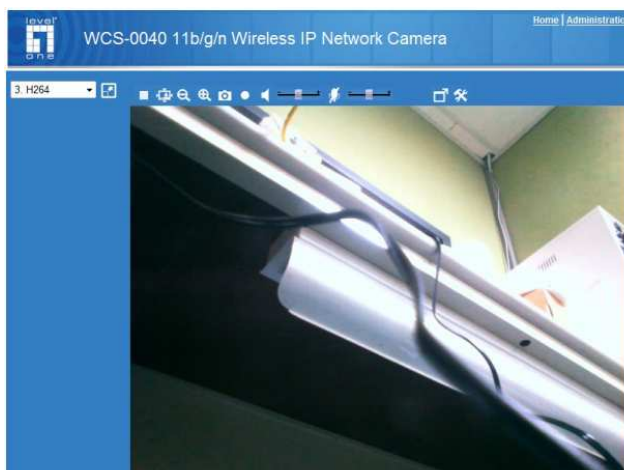 level
one
WCS-0040 11b/g/n Wireless IP Network Camera
Home | Administratio
3. H264